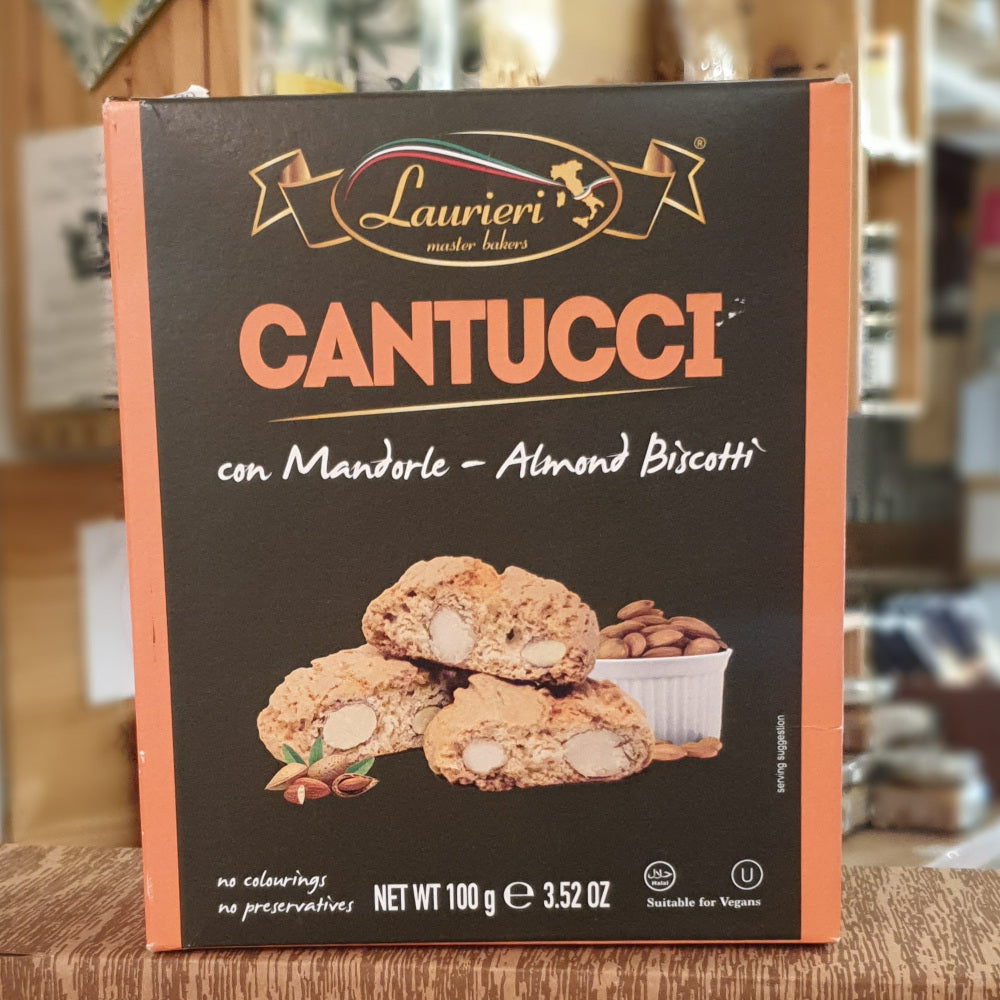 ®
Laurieri
master bakers
CANTUCCI
con Mandorle - Almond Biscotti
serving suggestion
no colourings
no preservatives
NET WT 100 g ℮ 3.52 OZ
حلال
Halal
U
Suitable for Vegans